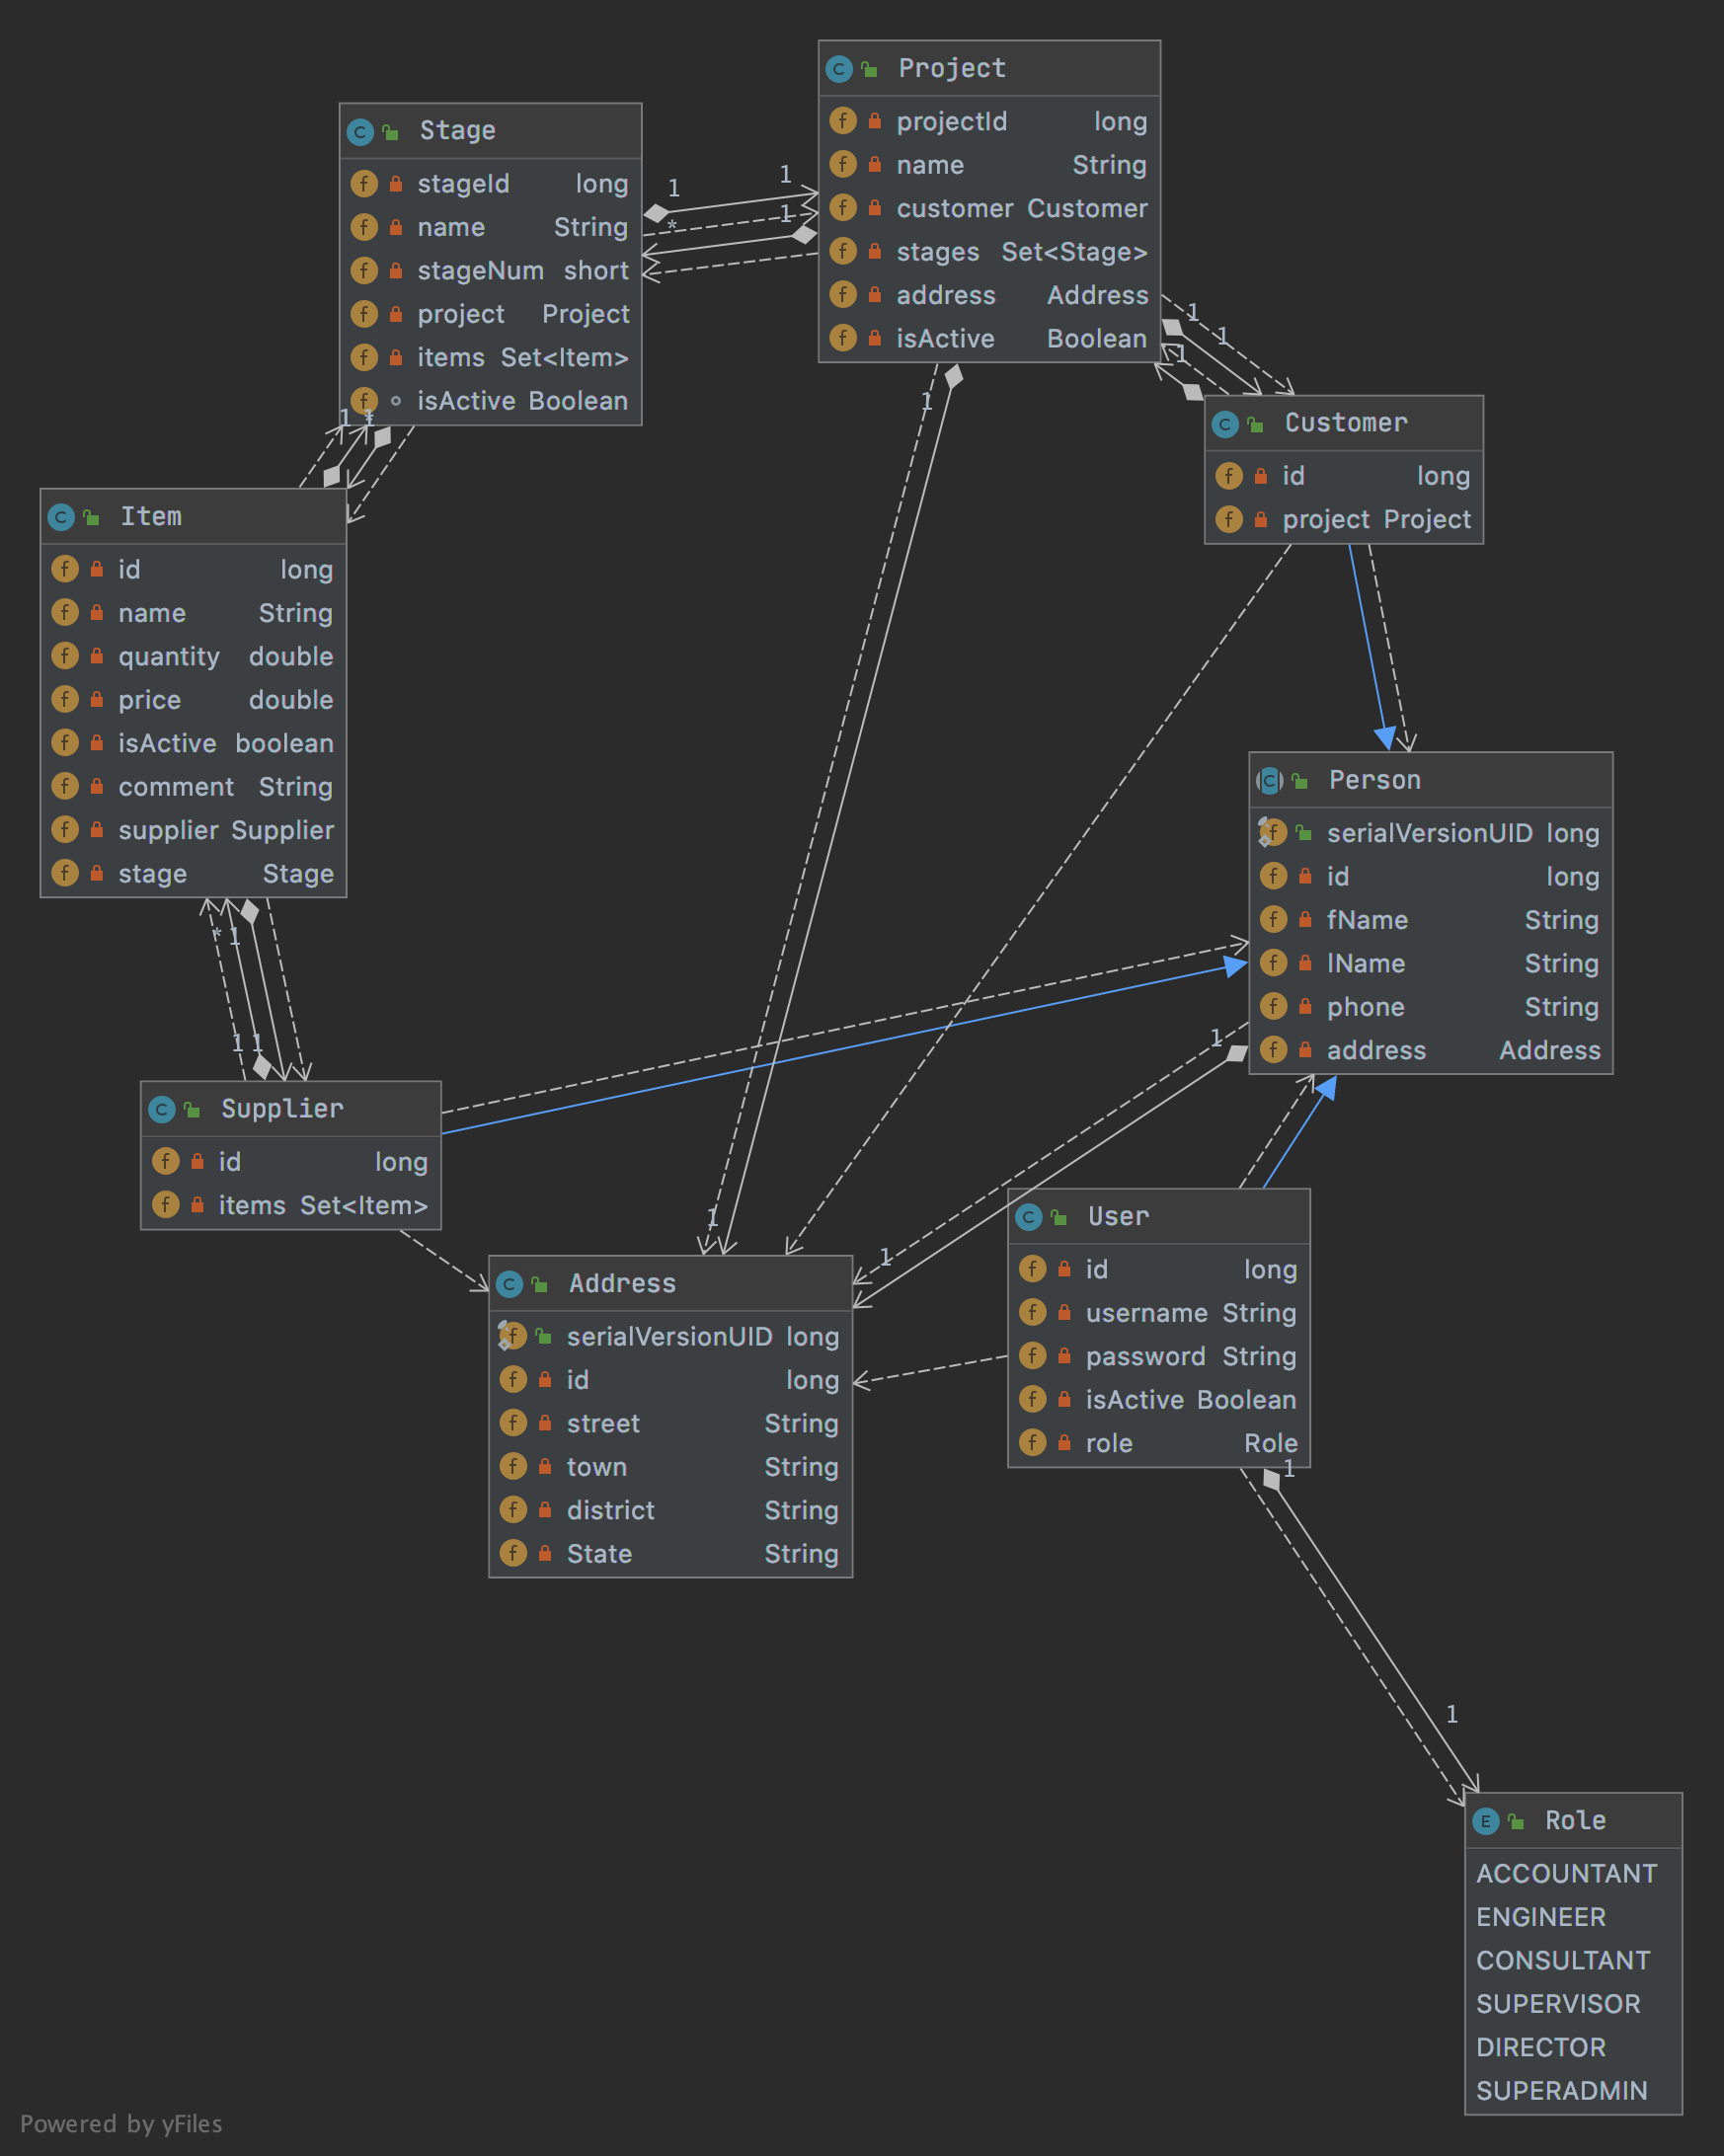 Project
projectId long
name String
customer Customer
stages Set<Stage>
address Address
isActive Boolean
Stage
stageId long
name String
stageNum short
project Project
items Set<Item>
isActive Boolean
1 1
* 1
1
1
1
1
1 *
Customer
id long
project Project
Item
id long
name String
quantity double
price double
isActive boolean
comment String
supplier Supplier
stage Stage
Person
serialVersionUID long
id long
fName String
lName String
phone String
address Address
* 1
1 1
1
Supplier
id long
items Set<Item>
1
1
User
id long
username String
password String
isActive Boolean
role Role
Address
serialVersionUID long
id long
street String
town String
district String
State String
1
1
Role
ACCOUNTANT
ENGINEER
CONSULTANT
SUPERVISOR
DIRECTOR
SUPERADMIN
Powered by yFiles